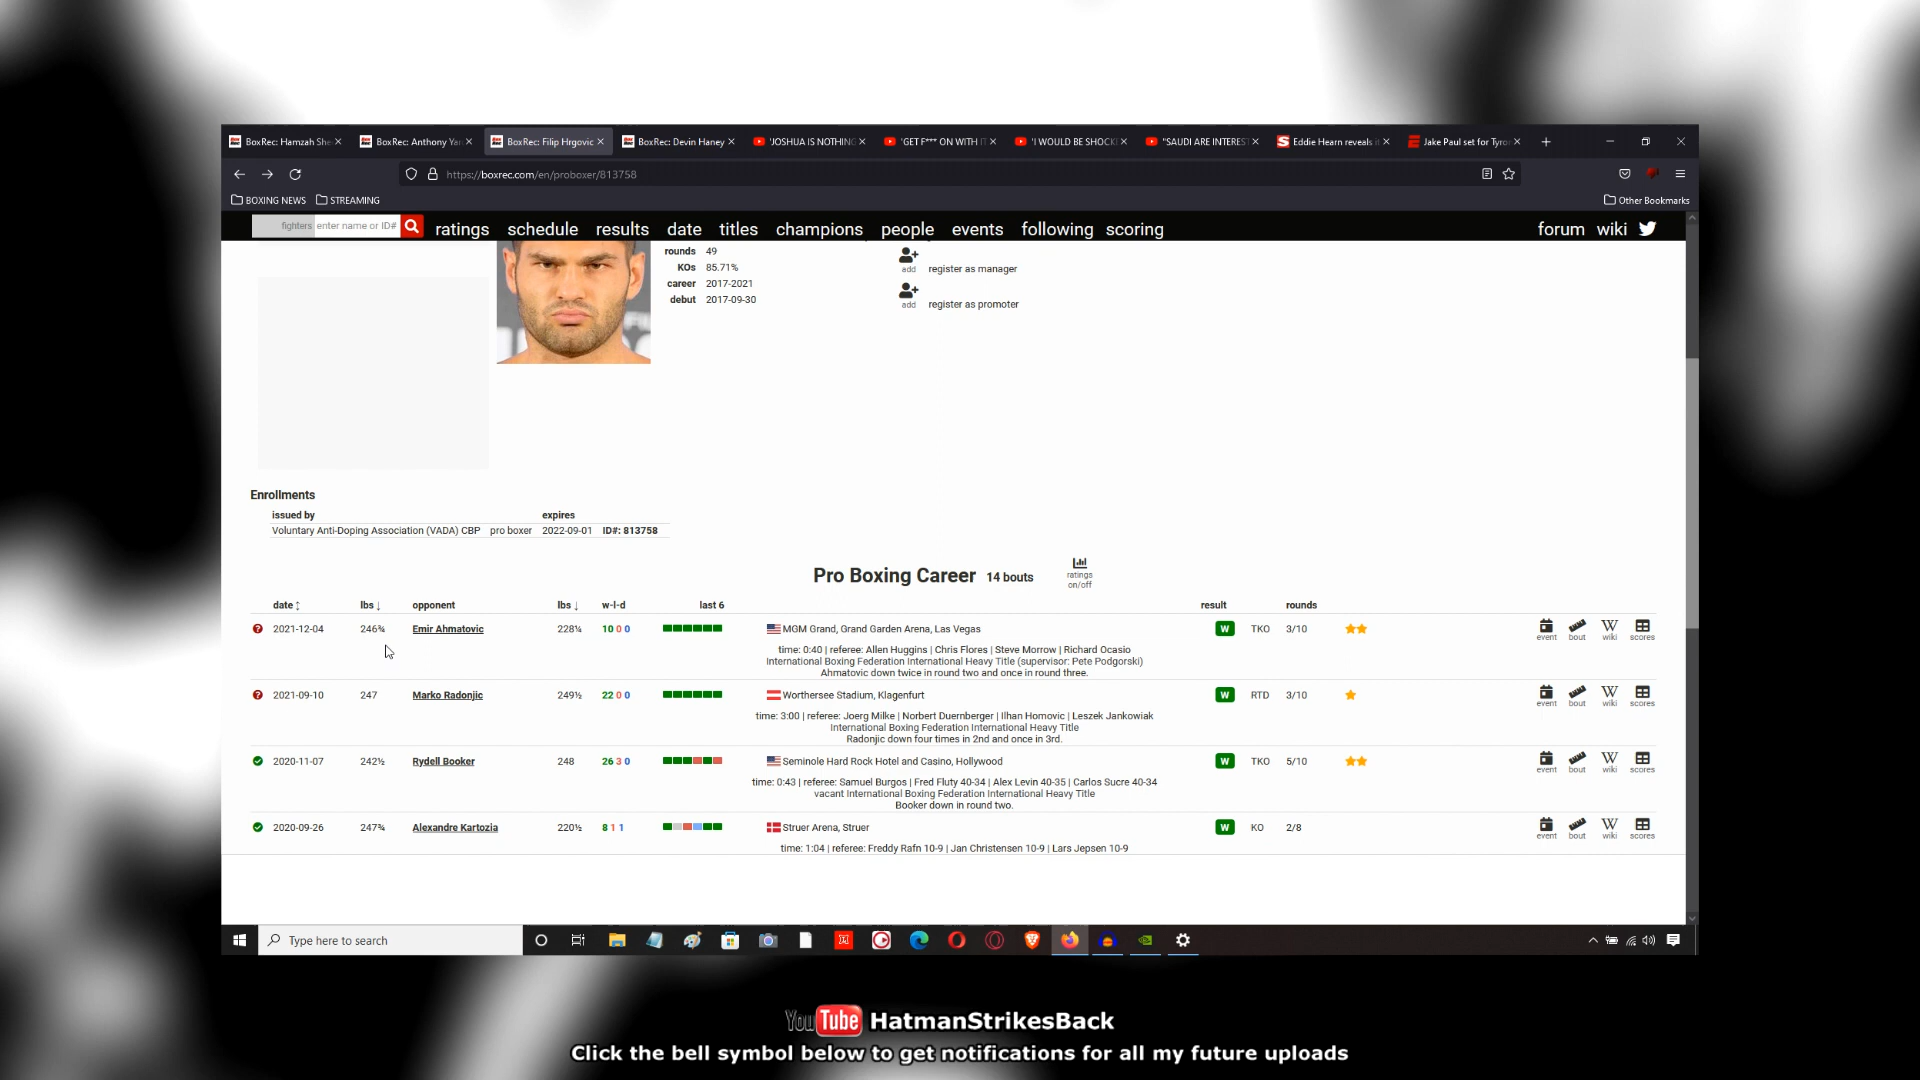 BoxRec: Hamzah She
BoxRec: Anthony Yar
BoxRec: Filip Hrgovic
BoxRec: Devin Haney
'JOSHUA IS NOTHING
'GET F*** ON WITH IT
'I WOULD BE SHOCK
"SAUDI ARE INTEREST
Eddie Hearn reveals it
Jake Paul set for Tyror
https://boxrec.com/en/proboxer/813758
BOXING NEWS STREAMING Other Bookmarks
fighters enter name or ID# ratings schedule results date titles champions people events following scoring forum wiki
rounds 49
KOs 85.71%
career 2017-2021
debut 2017-09-30
add register as manager
add register as promoter
Enrollments
issued by expires
Voluntary Anti-Doping Association (VADA) CBP pro boxer 2022-09-01 ID#: 813758
Pro Boxing Career 14 bouts
ratings
on/off
date lbs opponent lbs w-l-d last 6 result rounds
2021-12-04 246¾ Emir Ahmatovic 228¼ 10 0 0 MGM Grand, Grand Garden Arena, Las Vegas W TKO 3/10 event bout wiki scores
time: 0:40 | referee: Allen Huggins | Chris Flores | Steve Morrow | Richard Ocasio
International Boxing Federation International Heavy Title (supervisor: Pete Podgorski)
Ahmatovic down twice in round two and once in round three.
2021-09-10 247 Marko Radonjic 249½ 22 0 0 Worthersee Stadium, Klagenfurt W RTD 3/10 event bout wiki scores
time: 3:00 | referee: Joerg Milke | Norbert Duernberger | Ilhan Homovic | Leszek Jankowiak
International Boxing Federation International Heavy Title
Radonjic down four times in 2nd and once in 3rd.
2020-11-07 242½ Rydell Booker 248 26 3 0 Seminole Hard Rock Hotel and Casino, Hollywood W TKO 5/10 event bout wiki scores
time: 0:43 | referee: Samuel Burgos | Fred Fluty 40-34 | Alex Levin 40-35 | Carlos Sucre 40-34
vacant International Boxing Federation International Heavy Title
Booker down in round two.
2020-09-26 247¾ Alexandre Kartozia 220½ 8 1 1 Struer Arena, Struer W KO 2/8 event bout wiki scores
time: 1:04 | referee: Freddy Rafn 10-9 | Jan Christensen 10-9 | Lars Jepsen 10-9
Type here to search
YouTube HatmanStrikesBack
Click the bell symbol below to get notifications for all my future uploads